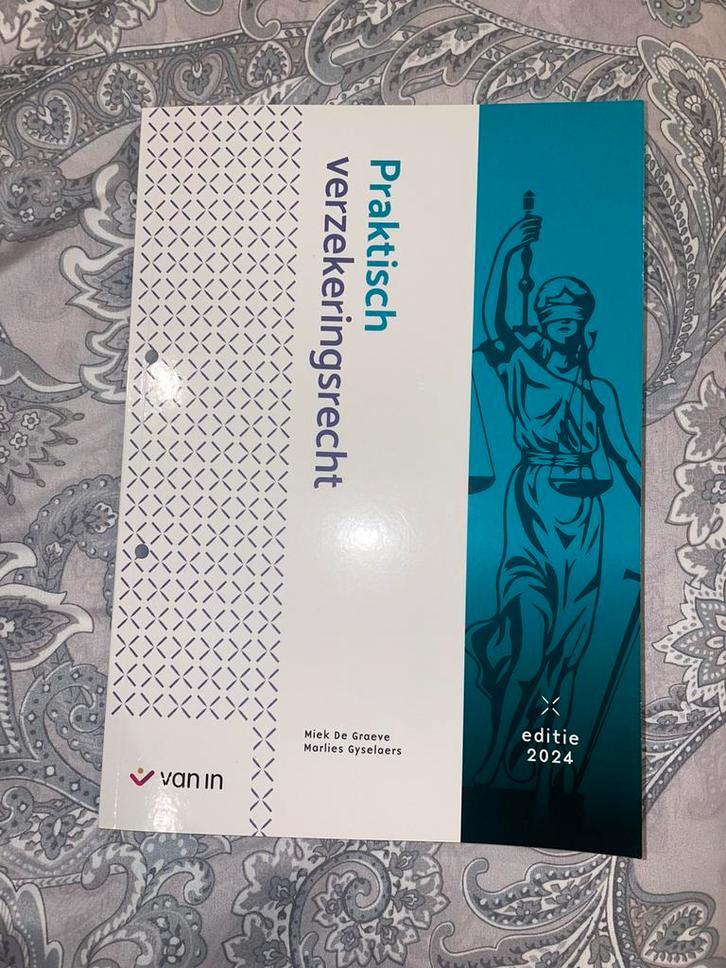 Praktisch
verzekeringsrecht
Miek De Graeve
Marlies Gyselaers
van in
editie
2024